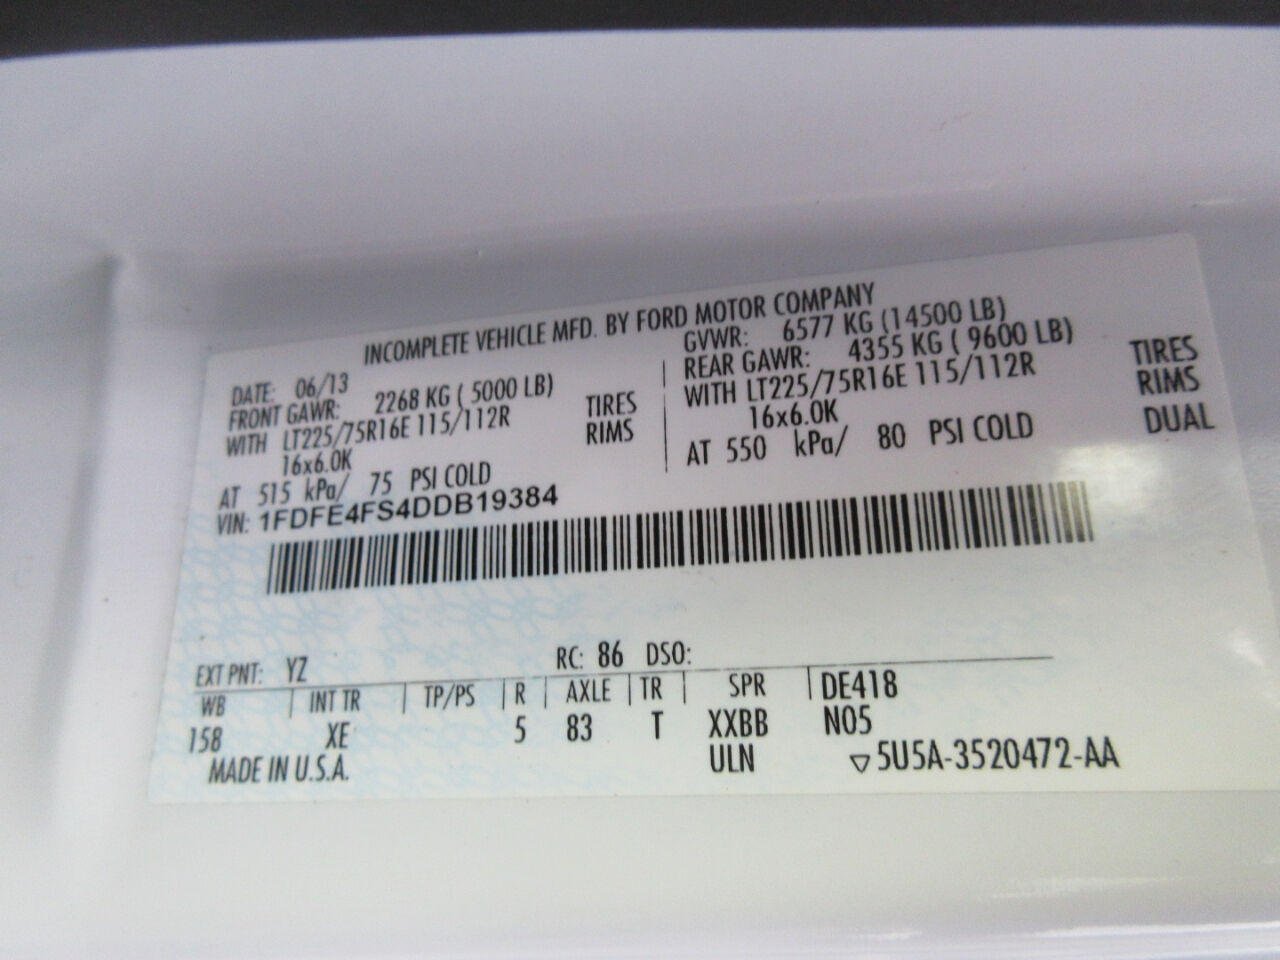 INCOMPLETE VEHICLE MFD. BY FORD MOTOR COMPANY
DATE: 06/13
FRONT GAWR: 2268 KG ( 5000 LB)
WITH LT225/75R16E 115/112R TIRES
16x6.0K RIMS
AT 515 kPa/ 75 PSI COLD
GVWR: 6577 KG (14500 LB)
REAR GAWR: 4355 KG ( 9600 LB)
WITH LT225/75R16E 115/112R TIRES
16x6.0K RIMS
AT 550 kPa/ 80 PSI COLD DUAL
VIN: 1FDFE4FS4DDB19384
EXT PNT: YZ RC: 86 DSO:
WB | INT TR | TP/PS | R | AXLE | TR | SPR | DE418
158 XE 5 83 T XXBB N05
MADE IN U.S.A. ULN ▽5U5A-3520472-AA